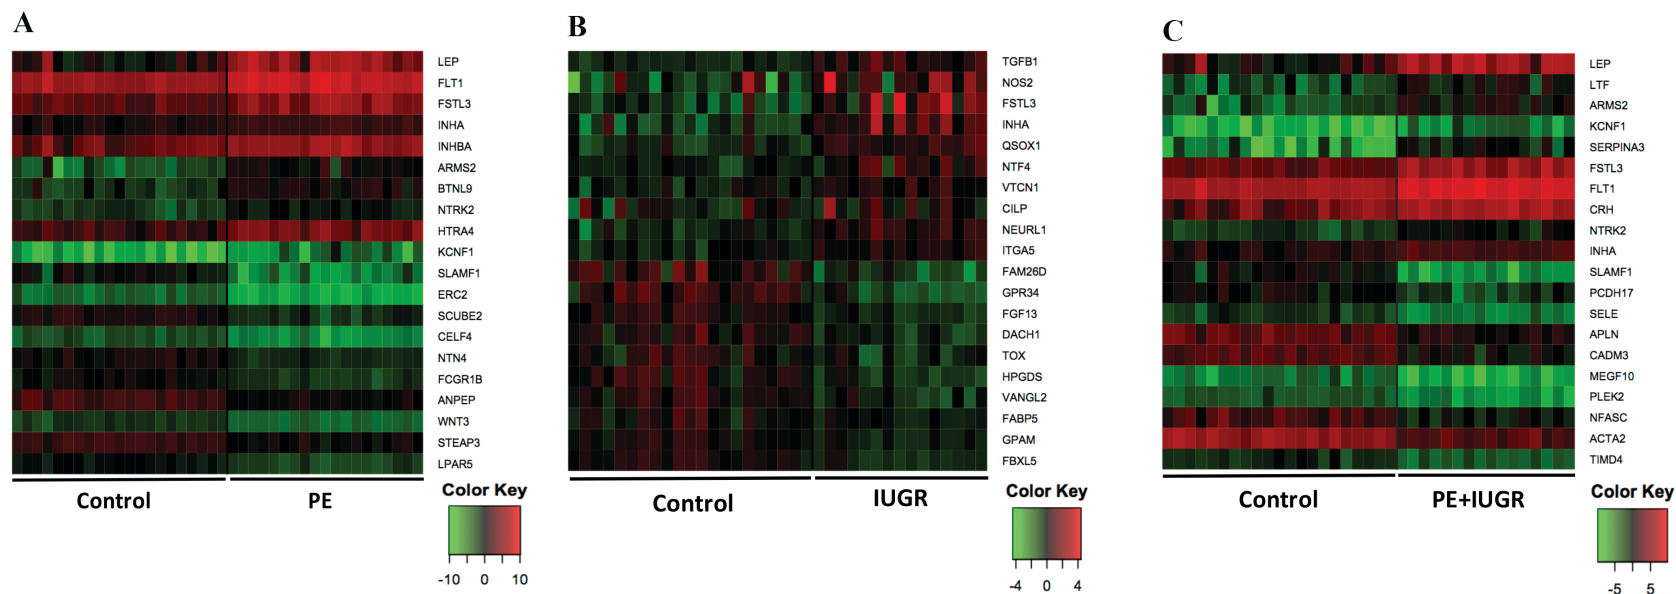 A
LEP
FLT1
FSTL3
INHA
INHBA
ARMS2
BTNL9
NTRK2
HTRA4
KCNF1
SLAMF1
ERC2
SCUBE2
CELF4
NTN4
FCGR1B
ANPEP
WNT3
STEAP3
LPAR5
Control PE
Color Key
-10 0 10
B
TGFB1
NOS2
FSTL3
INHA
QSOX1
NTF4
VTCN1
CILP
NEURL1
ITGA5
FAM26D
GPR34
FGF13
DACH1
TOX
HPGDS
VANGL2
FABP5
GPAM
FBXL5
Control IUGR
Color Key
-4 0 4
C
LEP
LTF
ARMS2
KCNF1
SERPINA3
FSTL3
FLT1
CRH
NTRK2
INHA
SLAMF1
PCDH17
SELE
APLN
CADM3
MEGF10
PLEK2
NFASC
ACTA2
TIMD4
Control PE+IUGR
Color Key
-5 5